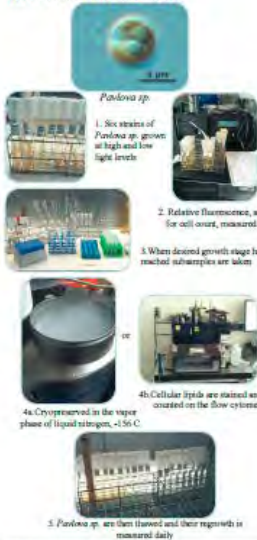 5 μm
Pavlova sp.
1. Six strains of
Pavlova sp. grown
at high and low
light levels
2. Relative fluorescence, a
for cell count, measured
3. When desired growth stage h
reached subsamples are taken
or
4a. Cryopreserved in the vapor
phase of liquid nitrogen, -156 C
4b. Cellular lipids are stained an
counted on the flow cytome
5. Pavlova sp. are then thawed and their regrowth is
measured daily